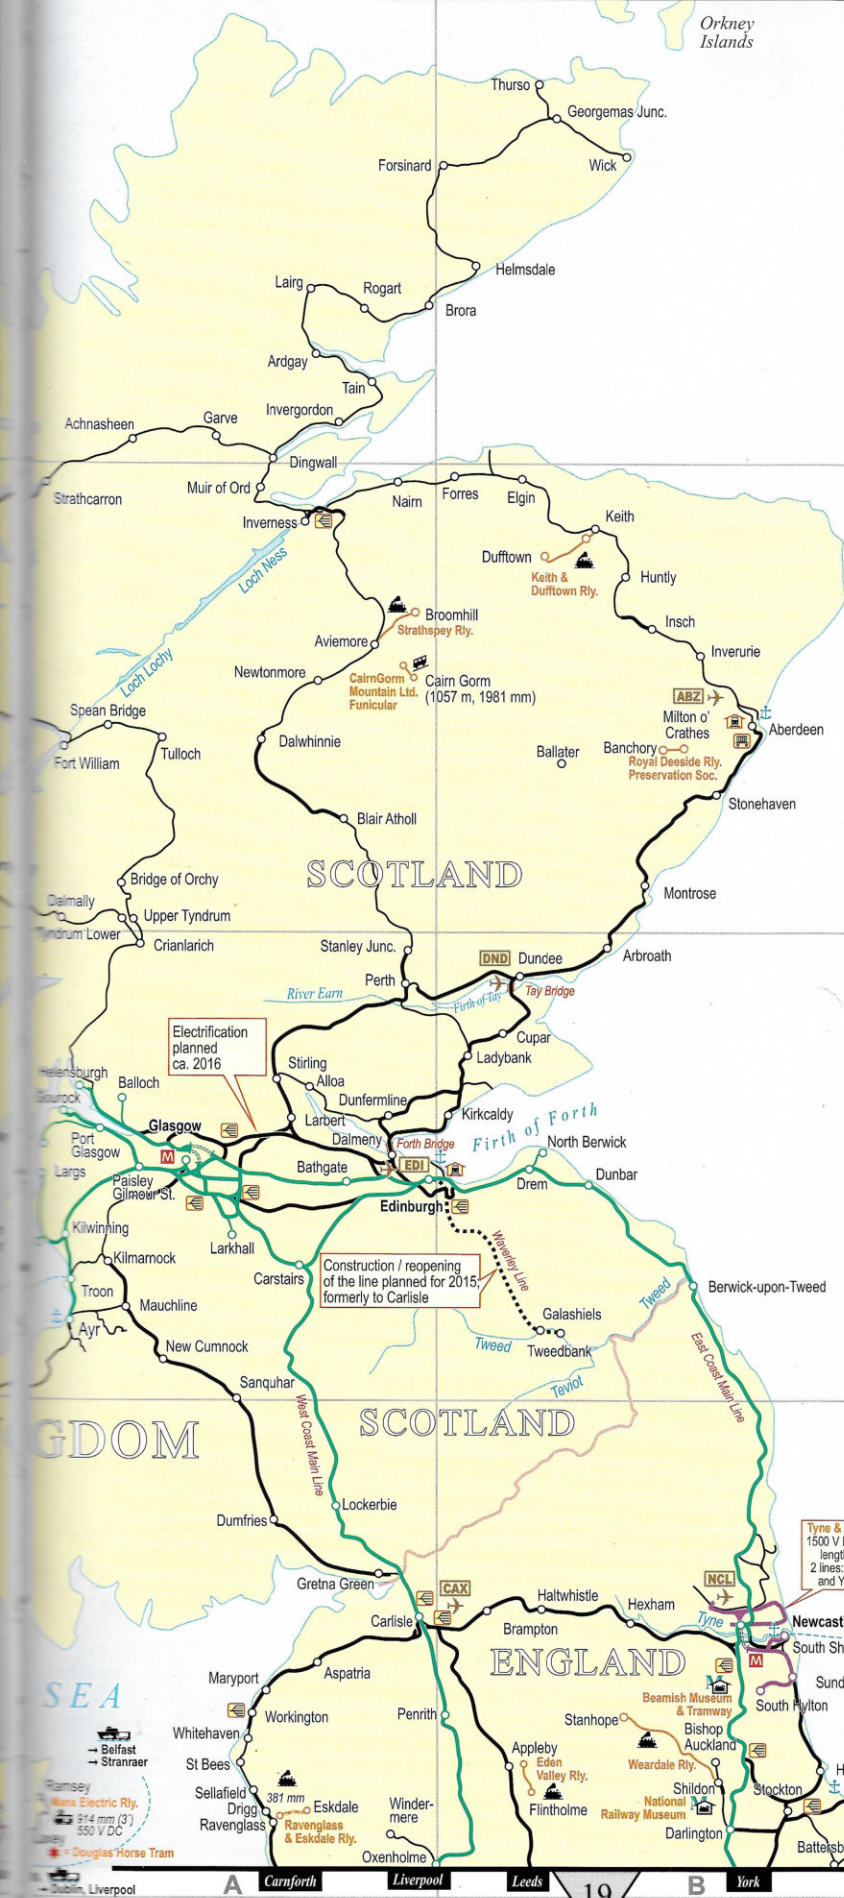 Orkney
Islands
Thurso
Georgemas Junc.
Forsinard
Wick
Helmsdale
Lairg
Rogart
Brora
Ardgay
Tain
Invergordon
Achnasheen
Garve
Dingwall
Strathcarron
Muir of Ord
Nairn
Forres
Elgin
Inverness
Keith
Loch Ness
Dufftown
Keith &
Dufftown Rly.
Huntly
Broomhill
Strathspey Rly.
Insch
Aviemore
Inverurie
Loch Lochy
Newtonmore
CairnGorm
Mountain Ltd.
Funicular
Cairn Gorm
(1057 m, 1981 mm)
ABZ
Spean Bridge
Milton o'
Crathes
Aberdeen
Fort William
Tulloch
Dalwhinnie
Ballater
Banchory
Royal Deeside Rly.
Preservation Soc.
Stonehaven
Blair Atholl
SCOTLAND
Bridge of Orchy
Montrose
Dalmally
Upper Tyndrum
Tyndrum Lower
Crianlarich
Stanley Junc.
DND
Dundee
Arbroath
Perth
River Earn
Firth of Tay
Tay Bridge
Electrification
planned
ca. 2016
Cupar
Ladybank
Stirling
Alloa
Helensburgh
Balloch
Gourock
Dunfermline
Kirkcaldy
Firth of Forth
Glasgow
Larbert
Dalmeny
Forth Bridge
North Berwick
Port
Glasgow
M
Bathgate
EDI
Largs
Paisley
Gilmour St.
Drem
Dunbar
Edinburgh
Kilwinning
Larkhall
Kilmarnock
Carstairs
Construction / reopening
of the line planned for 2015,
formerly to Carlisle
Waverley Line
Berwick-upon-Tweed
Troon
Mauchline
Tweed
Galashiels
Ayr
New Cumnock
Tweed
Tweedbank
East Coast Main Line
Sanquhar
Teviot
GDOM
West Coast Main Line
SCOTLAND
Lockerbie
Dumfries
Tyne &
1500 V
lengt
2 lines:
and Y
Gretna Green
CAX
NCL
Haltwhistle
Hexham
Carlisle
Brampton
Tyne
Newcast
ENGLAND
South Sh
Aspatria
M
Maryport
Sund
SEA
Beamish Museum
& Tramway
South Hylton
Workington
Penrith
Stanhope
Bishop
Auckland
Whitehaven
→ Belfast
→ Stranraer
Appleby
Eden
Valley Rly.
Weardale Rly.
St Bees
Ramsey
Manx Electric Rly.
914 mm (3')
550 V DC
Sellafield
381 mm
Shildon
Stockton
H
Drigg
Eskdale
Winder-
mere
Flintholme
National
Railway Museum
Ravenglass
Ravenglass
& Eskdale Rly.
= Douglas Horse Tram
Darlington
Battersb
Oxenholme
→ Dublin, Liverpool
A
Carnforth
Liverpool
Leeds
19
B
York